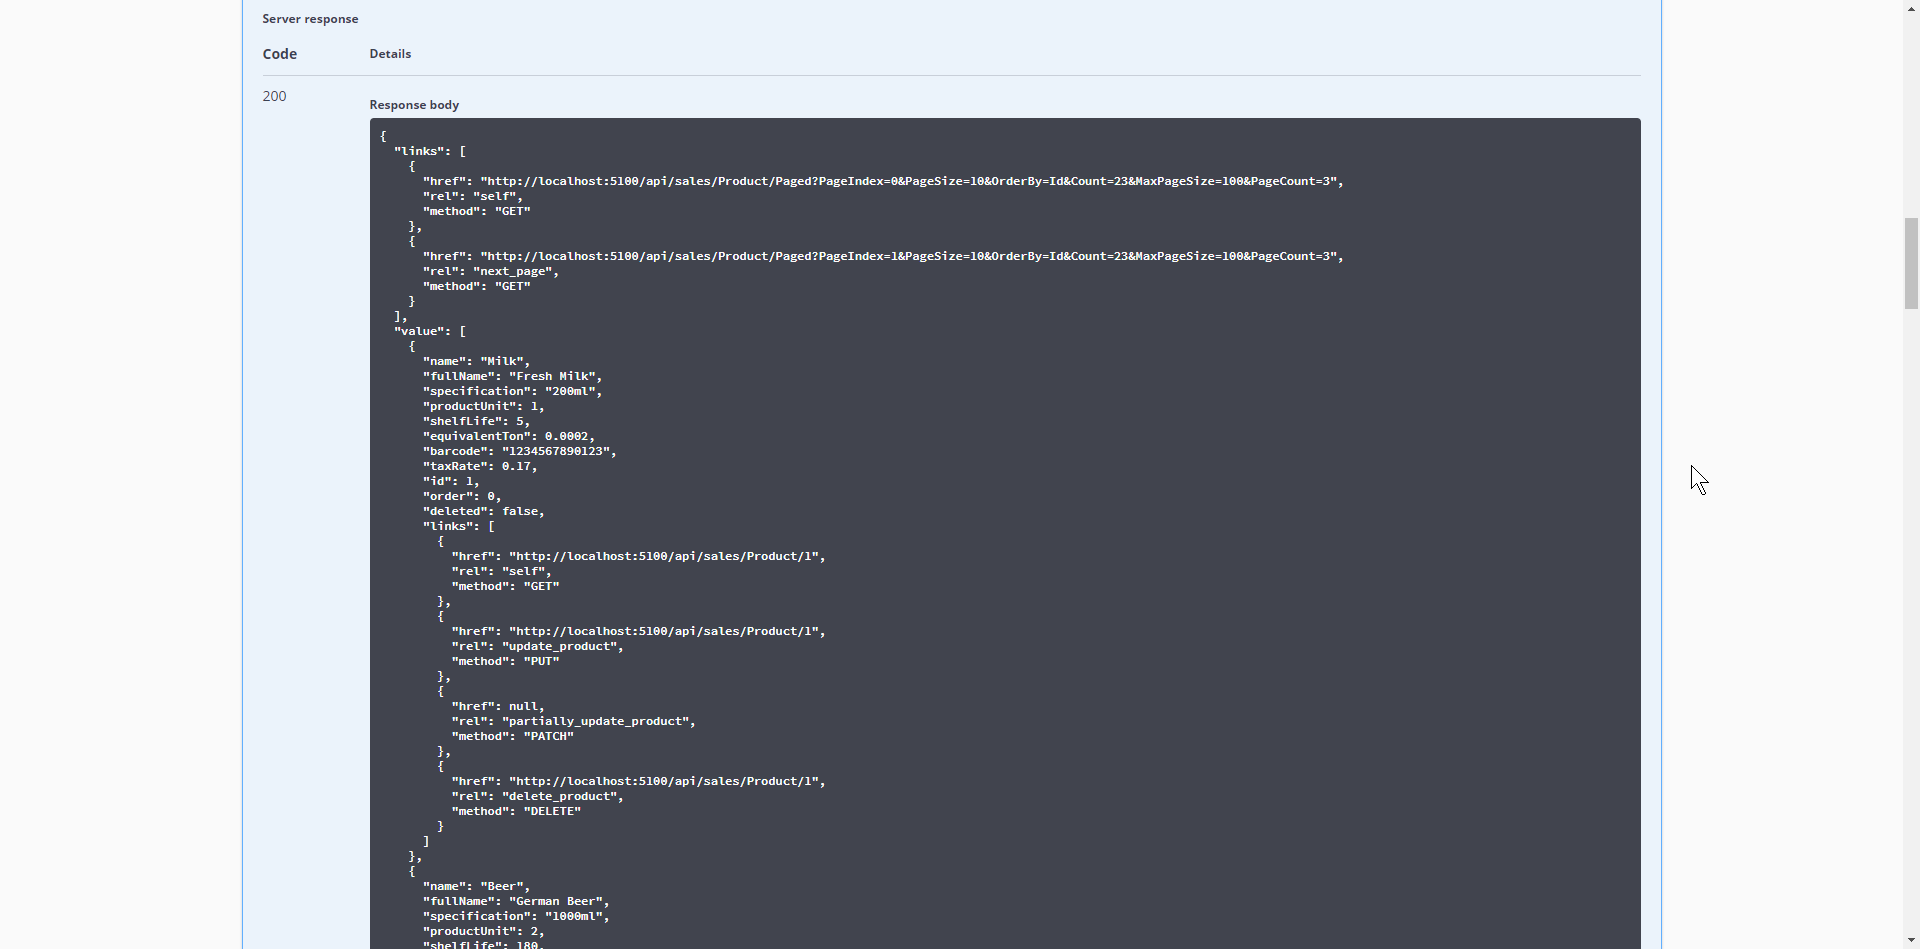 Server response
Code Details
200
Response body
{
  "links": [
    {
      "href": "http://localhost:5100/api/sales/Product/Paged?PageIndex=0&PageSize=10&OrderBy=Id&Count=23&MaxPageSize=100&PageCount=3",
      "rel": "self",
      "method": "GET"
    },
    {
      "href": "http://localhost:5100/api/sales/Product/Paged?PageIndex=1&PageSize=10&OrderBy=Id&Count=23&MaxPageSize=100&PageCount=3",
      "rel": "next_page",
      "method": "GET"
    }
  ],
  "value": [
    {
      "name": "Milk",
      "fullName": "Fresh Milk",
      "specification": "200ml",
      "productUnit": 1,
      "shelfLife": 5,
      "equivalentTon": 0.0002,
      "barcode": "1234567890123",
      "taxRate": 0.17,
      "id": 1,
      "order": 0,
      "deleted": false,
      "links": [
        {
          "href": "http://localhost:5100/api/sales/Product/1",
          "rel": "self",
          "method": "GET"
        },
        {
          "href": "http://localhost:5100/api/sales/Product/1",
          "rel": "update_product",
          "method": "PUT"
        },
        {
          "href": null,
          "rel": "partially_update_product",
          "method": "PATCH"
        },
        {
          "href": "http://localhost:5100/api/sales/Product/1",
          "rel": "delete_product",
          "method": "DELETE"
        }
      ]
    },
    {
      "name": "Beer",
      "fullName": "German Beer",
      "specification": "1000ml",
      "productUnit": 2,
      "shelfLife": 180,